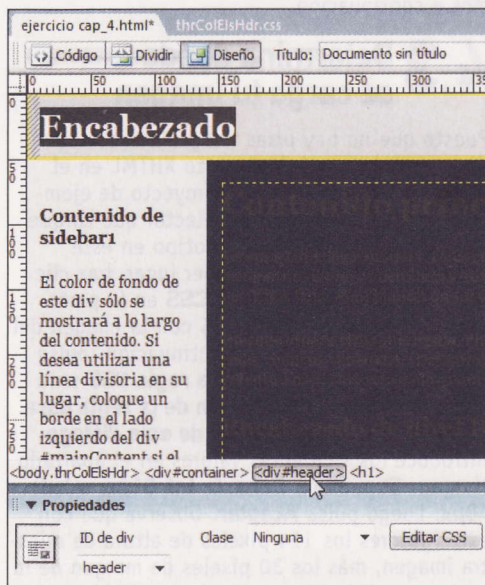 ejercicio cap_4.html* thrColElsHdr.css
Código Dividir Diseño Título: Documento sin título
0 50 100 150 200 250 300
Encabezado
Contenido de
sidebar1
El color de fondo de
este div sólo se
mostrará a lo largo
del contenido. Si
desea utilizar una
línea divisoria en su
lugar, coloque un
borde en el lado
izquierdo del div
#mainContent si el
<body.thrColElsHdr> <div#container> <div#header> <h1>
Propiedades
ID de div Clase Ninguna Editar CSS
header